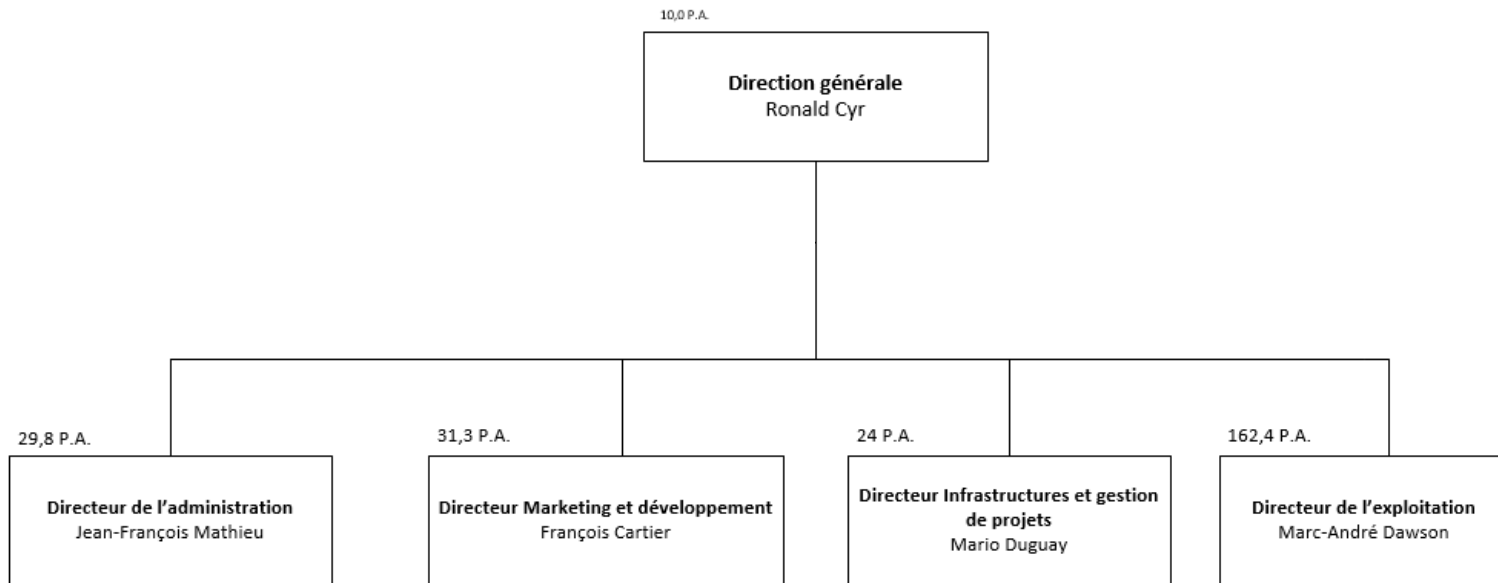 10,0 P.A.
Direction générale
Ronald Cyr
29,8 P.A.
31,3 P.A.
24 P.A.
162,4 P.A.
Directeur de l’administration
Jean-François Mathieu
Directeur Marketing et développement
François Cartier
Directeur Infrastructures et gestion
de projets
Mario Duguay
Directeur de l’exploitation
Marc-André Dawson